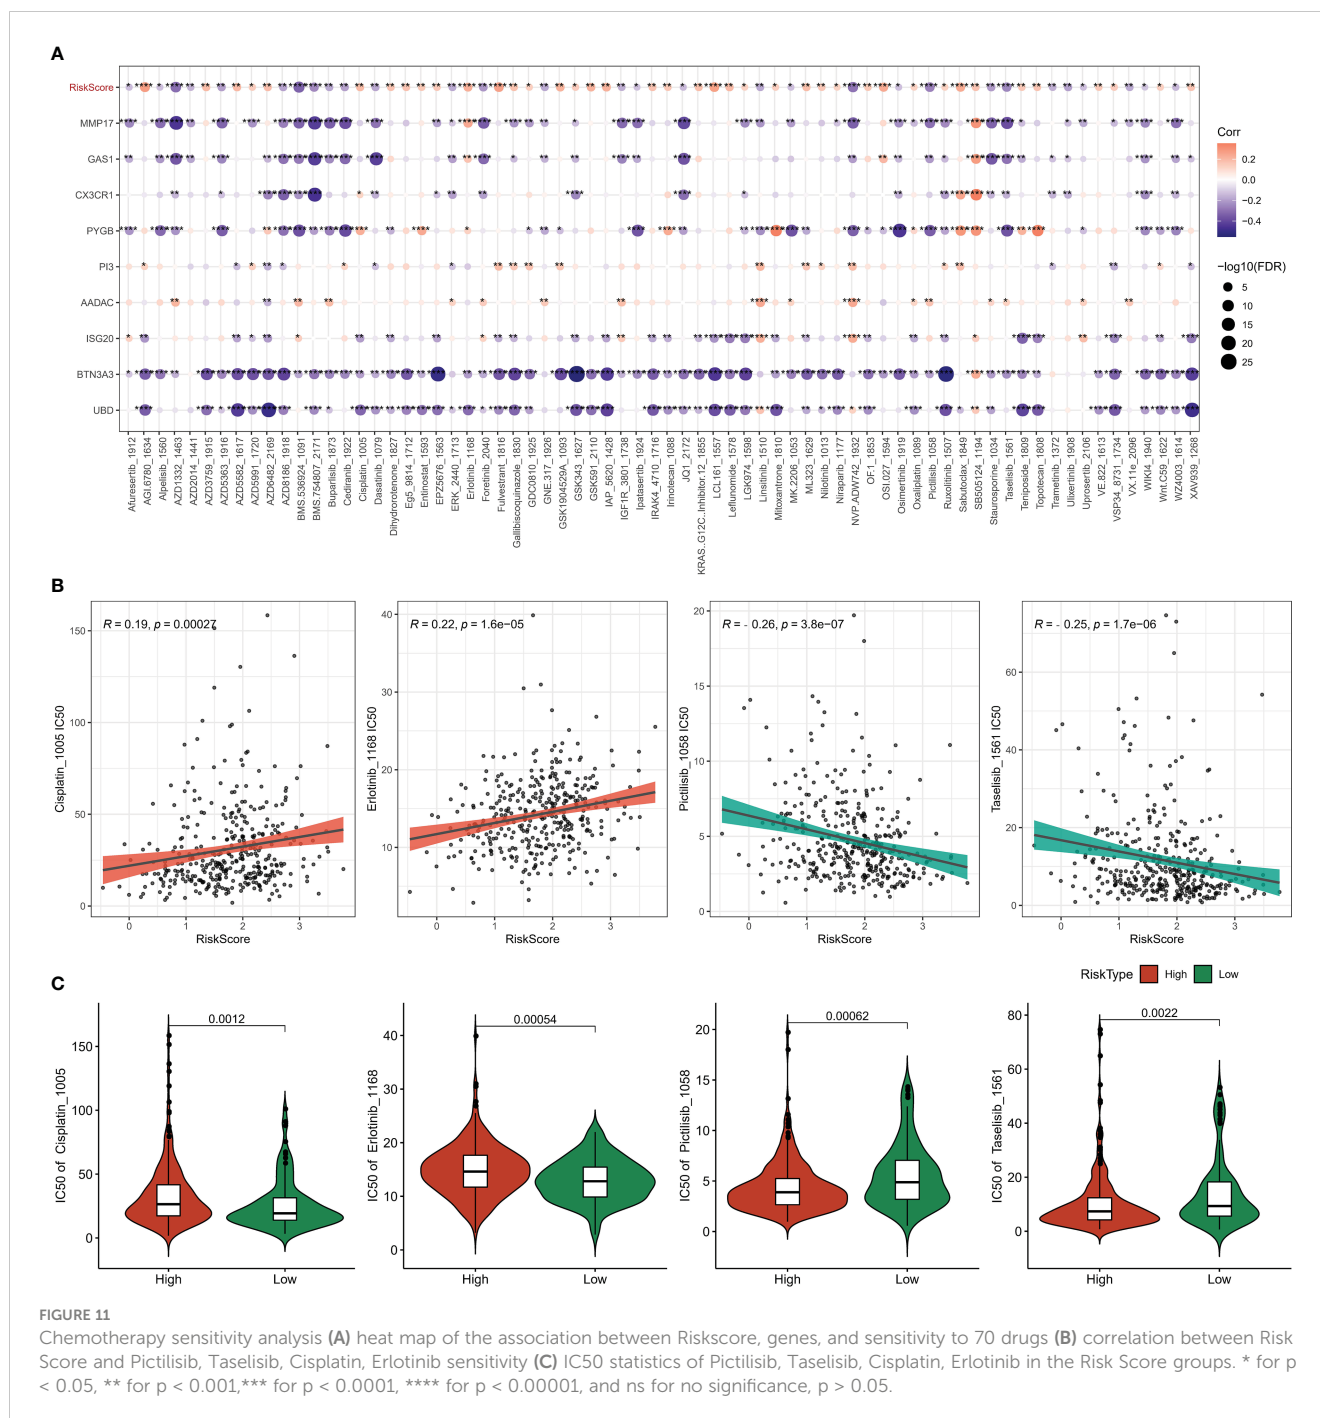 A
RiskScore
MMP17
GAS1
CX3CR1
PYGB
PI3
AADAC
ISG20
BTN3A3
UBD
Corr
0.2
0.0
−0.2
−0.4
−log10(FDR)
5
10
15
20
25
Afuresertib_1912
AGI.6780_1634
Alpelisib_1560
AZD1332_1463
AZD2014_1441
AZD3759_1915
AZD5363_1916
AZD5582_1617
AZD5991_1720
AZD6482_2169
AZD8186_1918
BMS.536924_1091
BMS.754807_2171
Buparlisib_1873
Cediranib_1922
Cisplatin_1005
Dasatinib_1079
Dihydrorotenone_1827
Eg5_9814_1712
Entinostat_1593
EPZ5676_1563
ERK_2440_1713
Erlotinib_1168
Foretinib_2040
Fulvestrant_1816
Gallibiscoquinazole_1830
GDC0810_1925
GNE.317_1926
GSK1904529A_1093
GSK343_1627
GSK591_2110
IAP_5620_1428
IGF1R_3801_1738
Ipatasertib_1924
IRAK4_4710_1716
Irinotecan_1088
JQ1_2172
KRAS..G12C..Inhibitor.12_1855
LCL161_1557
Leflunomide_1578
LGK974_1598
Linsitinib_1510
Mitoxantrone_1810
MK.2206_1053
ML323_1629
Nilotinib_1013
Niraparib_1177
NVP.ADW742_1932
OF.1_1853
OSI.027_1594
Osimertinib_1919
Oxaliplatin_1089
Pictilisib_1058
Ruxolitinib_1507
Sabutoclax_1849
SB505124_1194
Staurosporine_1034
Taselisib_1561
Teniposide_1809
Topotecan_1808
Trametinib_1372
Ulixertinib_1908
Uprosertib_2106
VE.822_1613
VSP34_8731_1734
VX.11e_2096
WIKI4_1940
Wnt.C59_1622
WZ4003_1614
XAV939_1268
B
R = 0.19, p = 0.00027
Cisplatin_1005 IC50
150
100
50
0
0 1 2 3
RiskScore
R = 0.22, p = 1.6e−05
Erlotinib_1168 IC50
40
30
20
10
0 1 2 3
RiskScore
R = - 0.26, p = 3.8e−07
Pictilisib_1058 IC50
20
15
10
5
0
0 1 2 3
RiskScore
R = - 0.25, p = 1.7e−06
Taselisib_1561 IC50
60
40
20
0
0 1 2 3
RiskScore
C
RiskType High Low
0.0012
IC50 of Cisplatin_1005
150
100
50
0
High Low
0.00054
IC50 of Erlotinib_1168
40
30
20
10
0
High Low
0.00062
IC50 of Pictilisib_1058
20
15
10
5
0
High Low
0.0022
IC50 of Taselisib_1561
80
60
40
20
0
High Low
FIGURE 11
Chemotherapy sensitivity analysis (A) heat map of the association between Riskscore, genes, and sensitivity to 70 drugs (B) correlation between Risk
Score and Pictilisib, Taselisib, Cisplatin, Erlotinib sensitivity (C) IC50 statistics of Pictilisib, Taselisib, Cisplatin, Erlotinib in the Risk Score groups. * for p
< 0.05, ** for p < 0.001,*** for p < 0.0001, **** for p < 0.00001, and ns for no significance, p > 0.05.